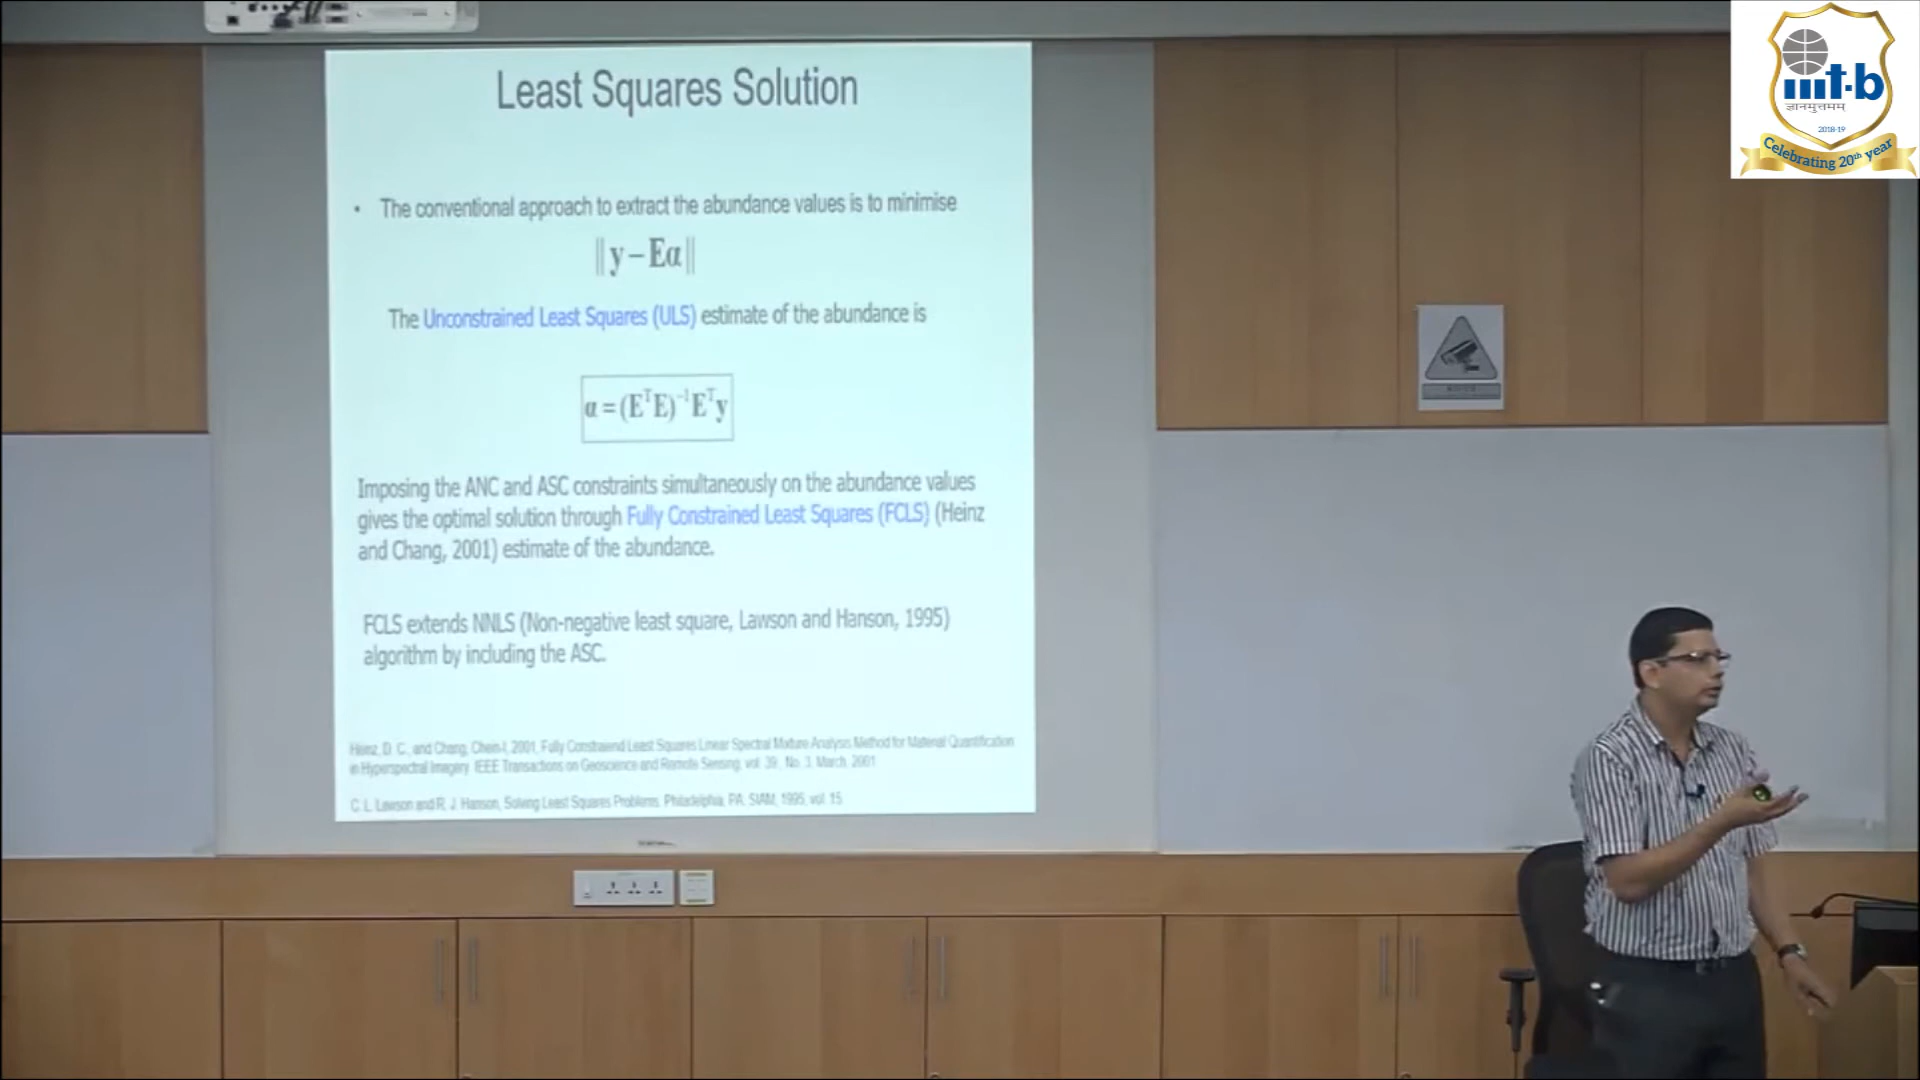 Least Squares Solution
• The conventional approach to extract the abundance values is to minimise
‖y − Eα‖
The Unconstrained Least Squares (ULS) estimate of the abundance is
α = (EᵀE)⁻¹Eᵀy
Imposing the ANC and ASC constraints simultaneously on the abundance values
gives the optimal solution through Fully Constrained Least Squares (FCLS) (Heinz
and Chang, 2001) estimate of the abundance.
FCLS extends NNLS (Non-negative least square, Lawson and Hanson, 1995)
algorithm by including the ASC.
Heinz, D. C., and Chang, Chein-I, 2001, Fully Constraiend Least Squares Linear Spectral Mixture Analysis Method for Material Quantification
in Hyperspectral Imagery. IEEE Transactions on Geoscience and Remote Sensing, vol. 39, No. 3, March, 2001
C. L. Lawson and R. J. Hanson, Solving Least Squares Problems. Philadelphia, PA: SIAM, 1995, vol. 15.
iiit-b
ज्ञानमुत्तमम्
2018-19
Celebrating 20th year